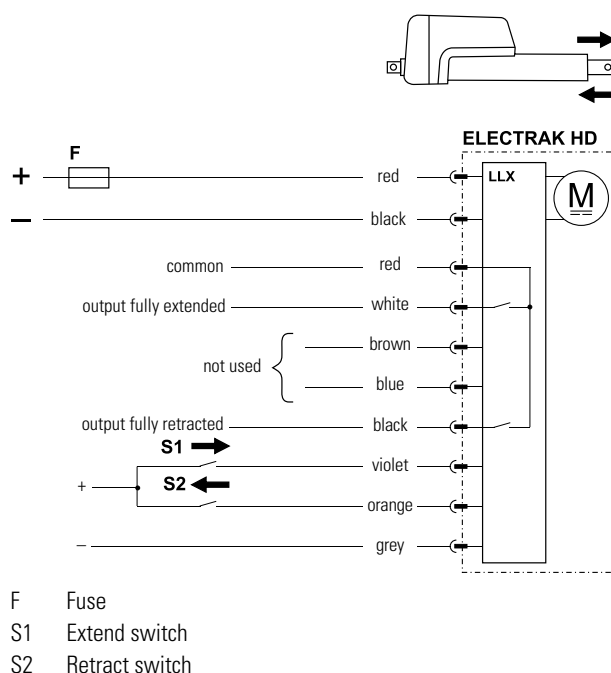 ELECTRAK HD
F
+ red LLX M
– black
common red
output fully extended white
not used
brown
blue
output fully retracted black
S1 violet
+ S2
orange
– grey
F Fuse
S1 Extend switch
S2 Retract switch